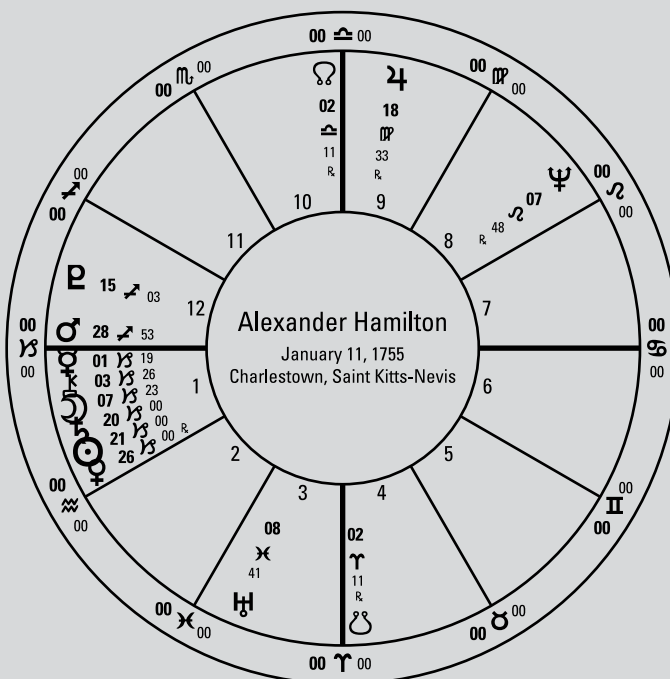 00 ♎ 00
00 ♏ 00
00 ♍ 00
00 ♐ 00
00 ♌ 00
00 ♑ 00
00 ♋ 00
00 ♒ 00
00 ♊ 00
00 ♓ 00
00 ♉ 00
00 ♈ 00
☊
02
♎
11
℞
♃
18
♍
33
℞
♆ 07 ♌ 48 ℞
♇ 15 ♐ 03
♂ 28 ♐ 53
☿ 01 ♑ 19
⚷ 03 ♑ 26
☽ 07 ♑ 23
♄ 20 ♑ 00
☉ 21 ♑ 00
♀ 26 ♑ 00 ℞
08
♓
41
♅
02
♈
11
℞
☋
10
9
11
8
12
7
1
6
2
5
3
4
Alexander Hamilton
January 11, 1755
Charlestown, Saint Kitts-Nevis